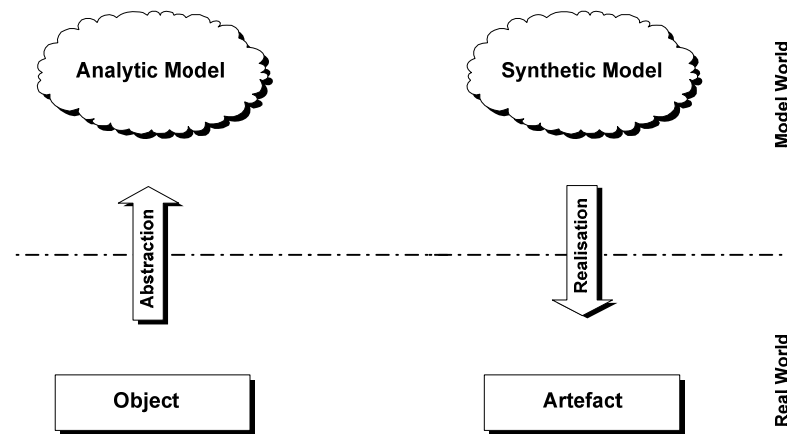 Analytic Model
Synthetic Model
Model World
Abstraction
Realisation
Object
Artefact
Real World